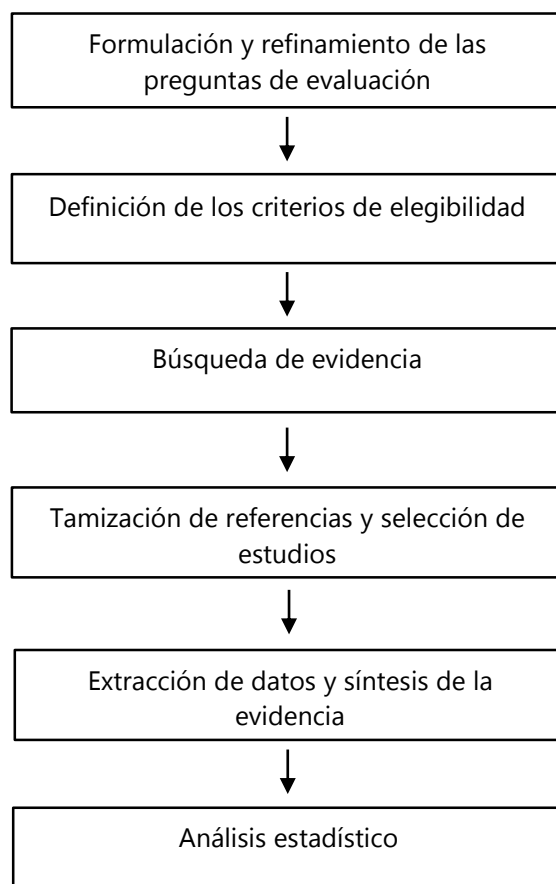 Formulación y refinamiento de las
preguntas de evaluación
Definición de los criterios de elegibilidad
Búsqueda de evidencia
Tamización de referencias y selección de
estudios
Extracción de datos y síntesis de la
evidencia
Análisis estadístico